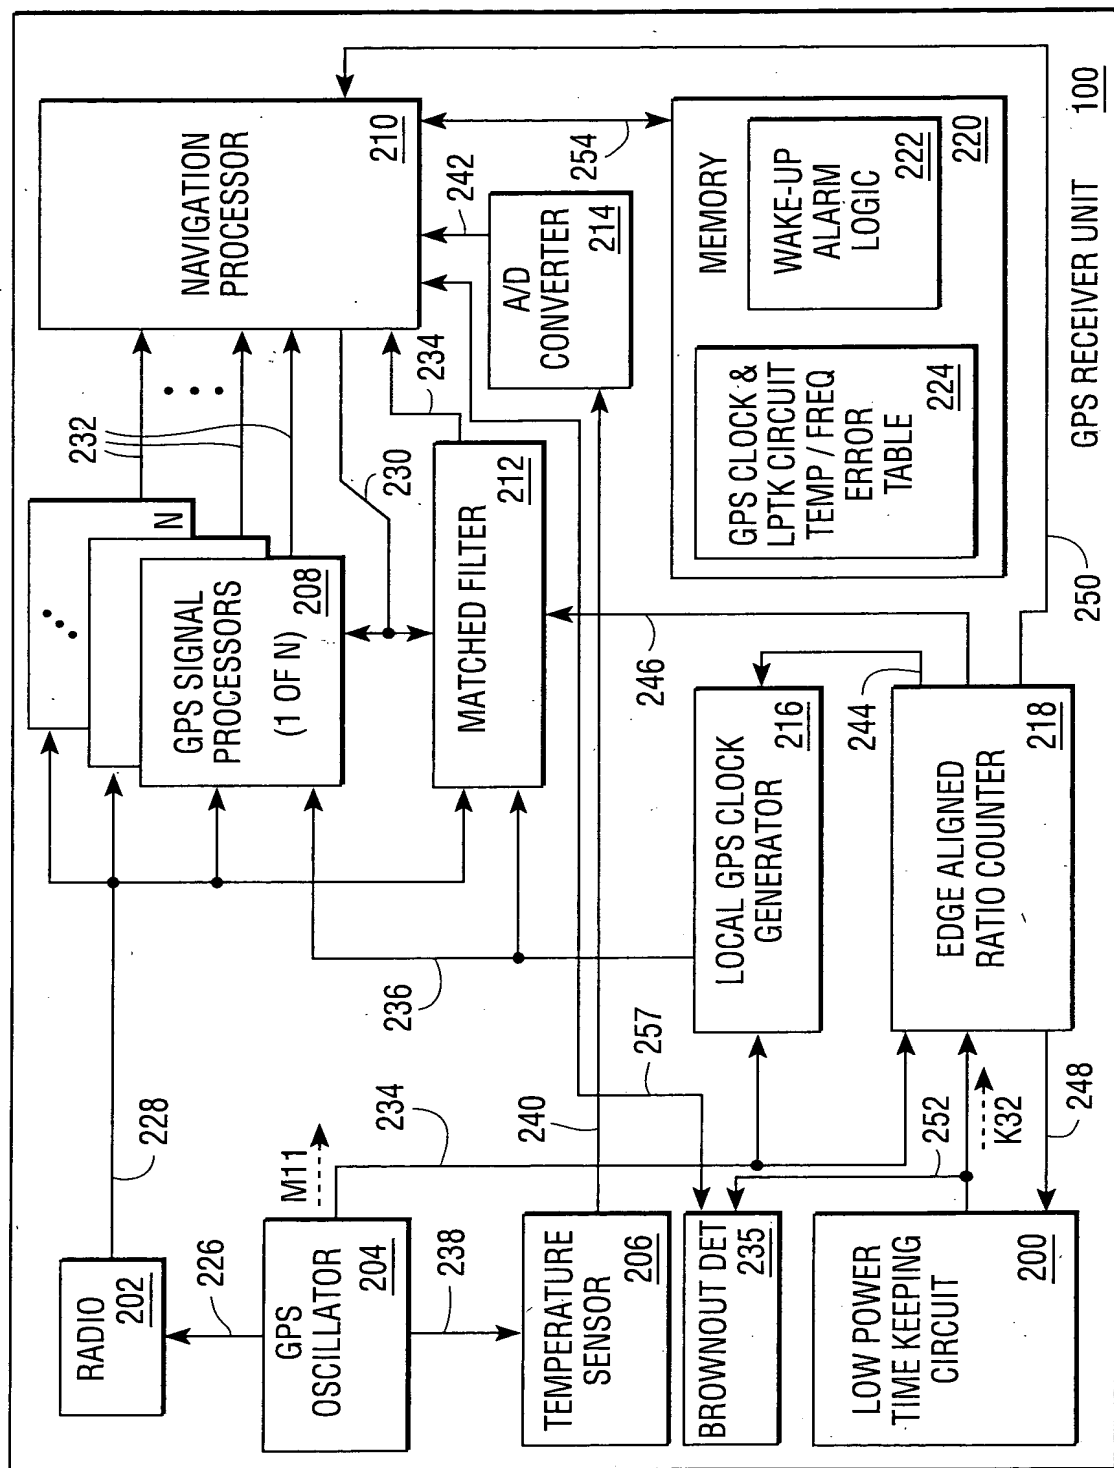 RADIO
202
226
228
GPS
OSCILLATOR
204
M11
234
238
TEMPERATURE
SENSOR
206
240
BROWNOUT DET
235
257
LOW POWER
TIME KEEPING
CIRCUIT
200
252
K32
248
N
GPS SIGNAL
PROCESSORS
(1 OF N)
208
232
230
236
MATCHED FILTER
212
234
246
LOCAL GPS CLOCK
GENERATOR
216
244
EDGE ALIGNED
RATIO COUNTER
218
250
NAVIGATION
PROCESSOR
210
242
254
A/D
CONVERTER
214
MEMORY
WAKE-UP
ALARM
LOGIC
222
GPS CLOCK &
LPTK CIRCUIT
TEMP / FREQ
ERROR
TABLE
224
220
GPS RECEIVER UNIT
100